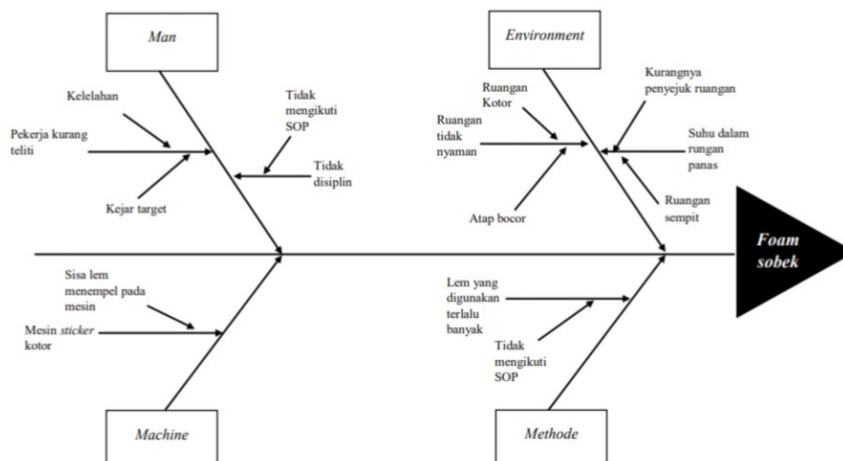 Man
Environment
Kelelahan
Tidak
mengikuti
SOP
Pekerja kurang
teliti
Tidak
disiplin
Kejar target
Ruangan
Kotor
Kurangnya
penyejuk ruangan
Ruangan
tidak
nyaman
Suhu dalam
rungan
panas
Atap bocor
Ruangan
sempit
Foam
sobek
Sisa lem
menempel pada
mesin
Mesin sticker
kotor
Lem yang
digunakan
terlalu
banyak
Tidak
mengikuti
SOP
Machine
Methode